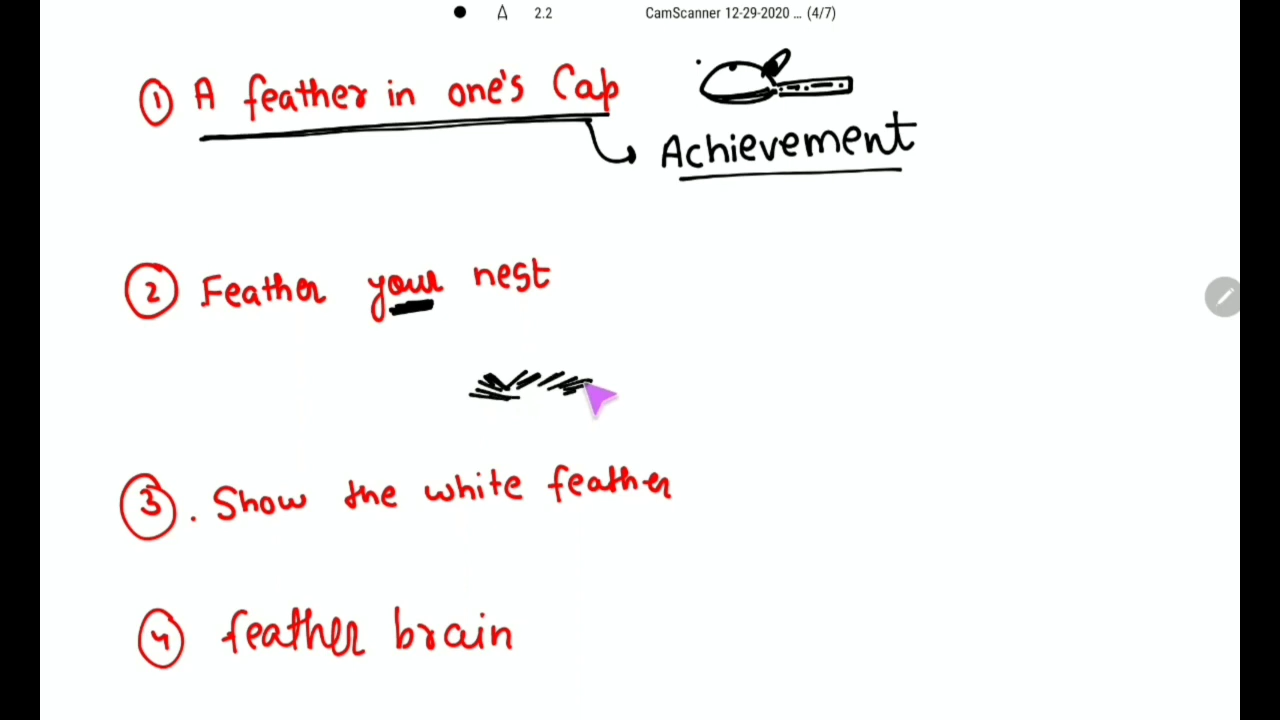 A 2.2 CamScanner 12-29-2020 ... (4/7)
① A feather in one's Cap
Achievement
② Feather your nest
③. Show the white feather
④ feather brain